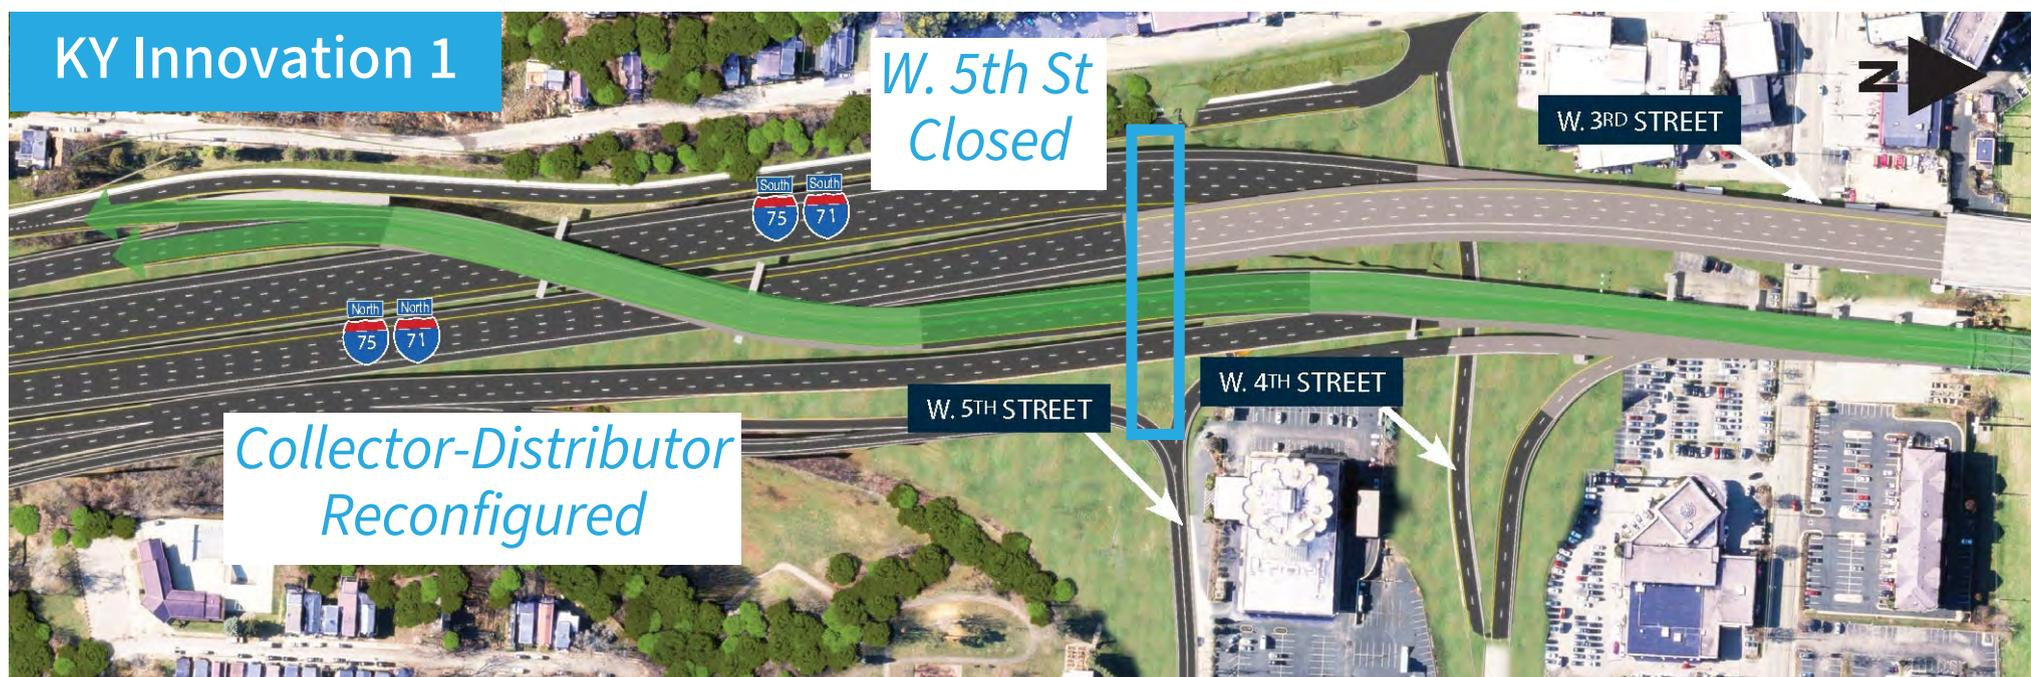 KY Innovation 1
W. 5th St
Closed
N
W. 3RD STREET
South South
75 71
North North
75 71
W. 4TH STREET
W. 5TH STREET
Collector-Distributor
Reconfigured